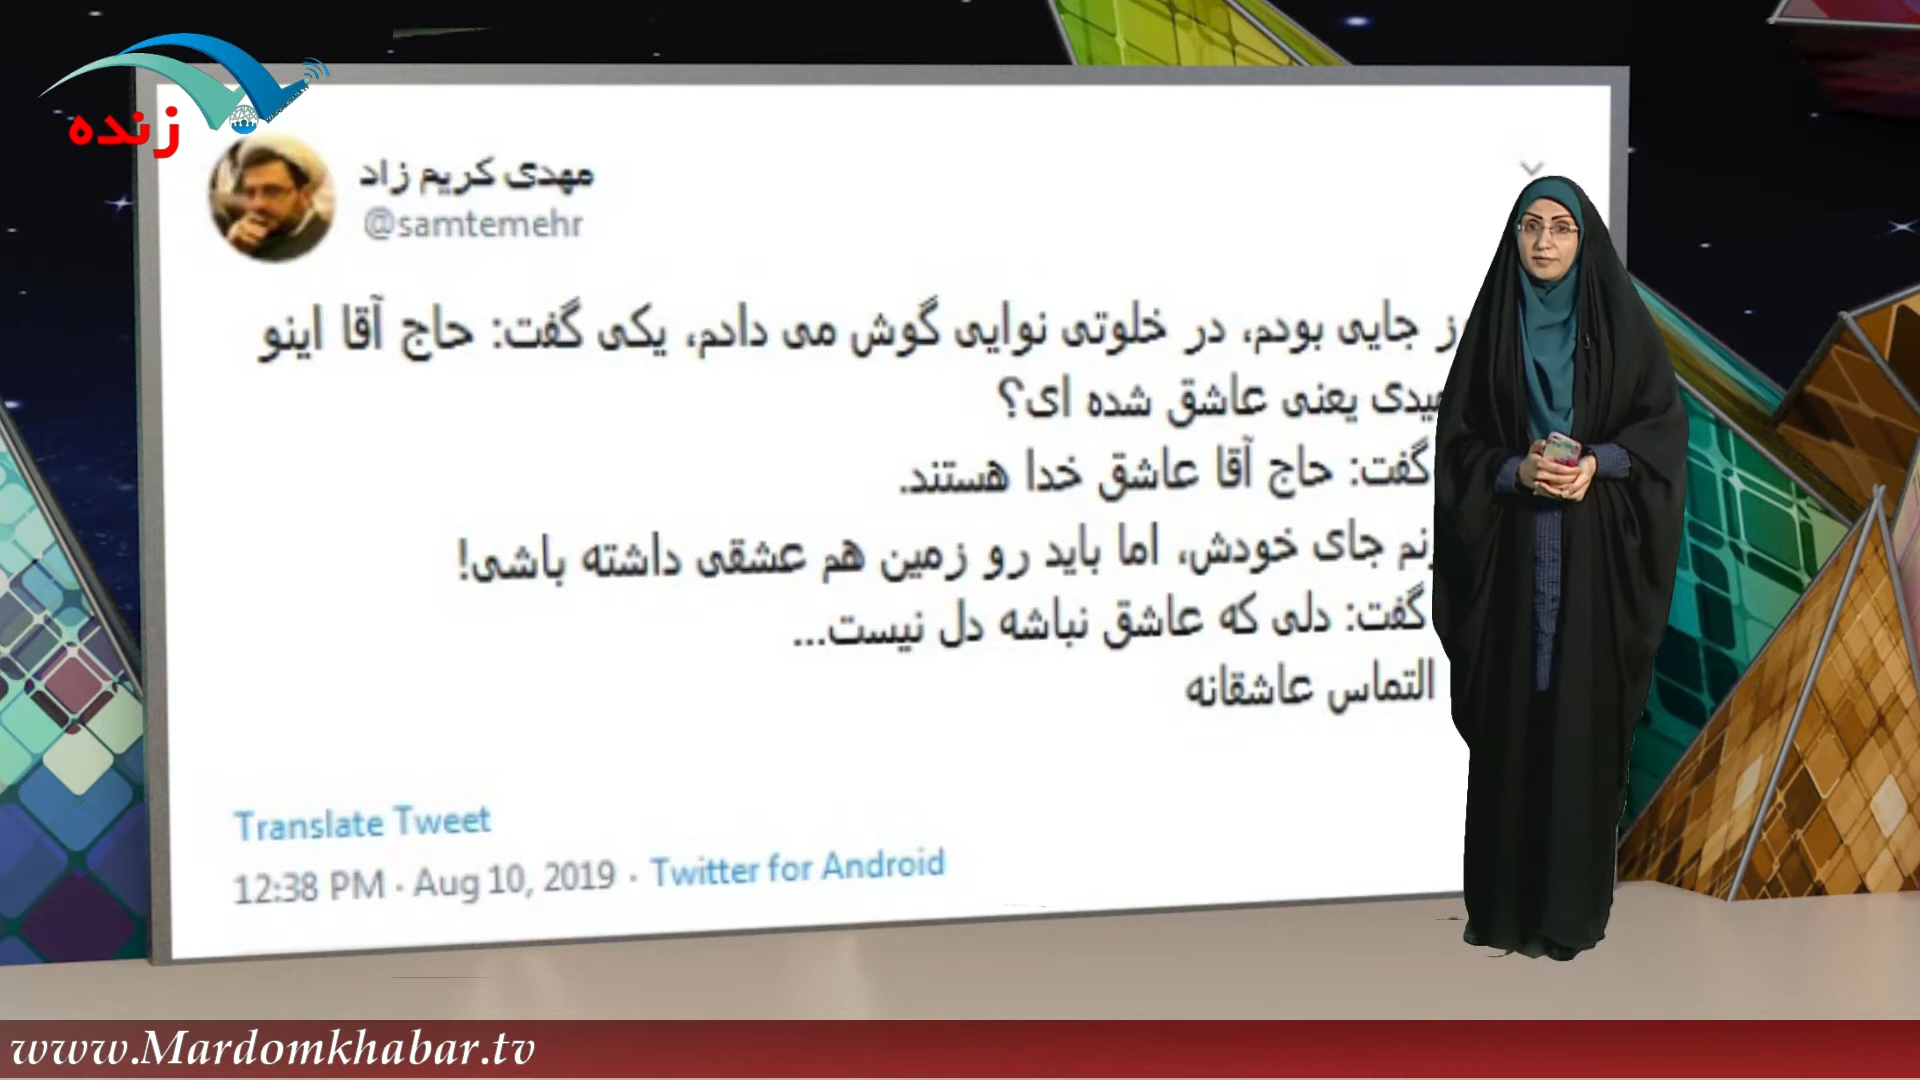 زنده
مهدی کریم زاد
@samtemehr
جایی بودم، در خلوتی نوایی گوش می دادم، یکی گفت: حاج آقا اینو
یعنی عاشق شده ای؟
گفت: حاج آقا عاشق خدا هستند.
جای خودش، اما باید رو زمین هم عشقی داشته باشی!
گفت: دلی که عاشق نباشه دل نیست...
التماس عاشقانه
Translate Tweet
12:38 PM · Aug 10, 2019 · Twitter for Android
www.Mardomkhabar.tv